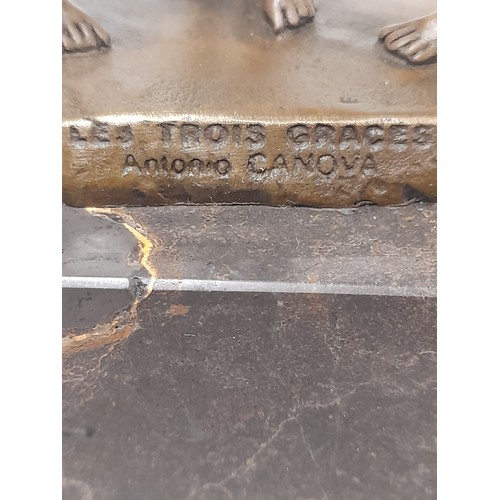 LES TROIS GRACES
Antonio CANOVA